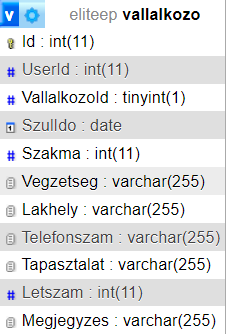 v eliteep vallalkozo
Id : int(11)
UserId : int(11)
VallalkozoId : tinyint(1)
SzulIdo : date
Szakma : int(11)
Vegzetseg : varchar(255)
Lakhely : varchar(255)
Telefonszam : varchar(255)
Tapasztalat : varchar(255)
Letszam : int(11)
Megjegyzes : varchar(255)